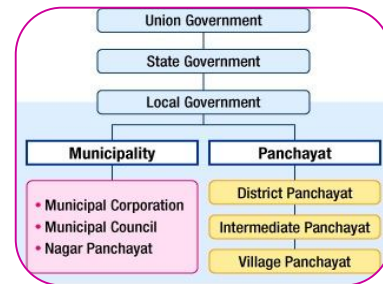 Union Government
State Government
Local Government
Municipality
Panchayat
• Municipal Corporation
• Municipal Council
• Nagar Panchayat
District Panchayat
Intermediate Panchayat
Village Panchayat